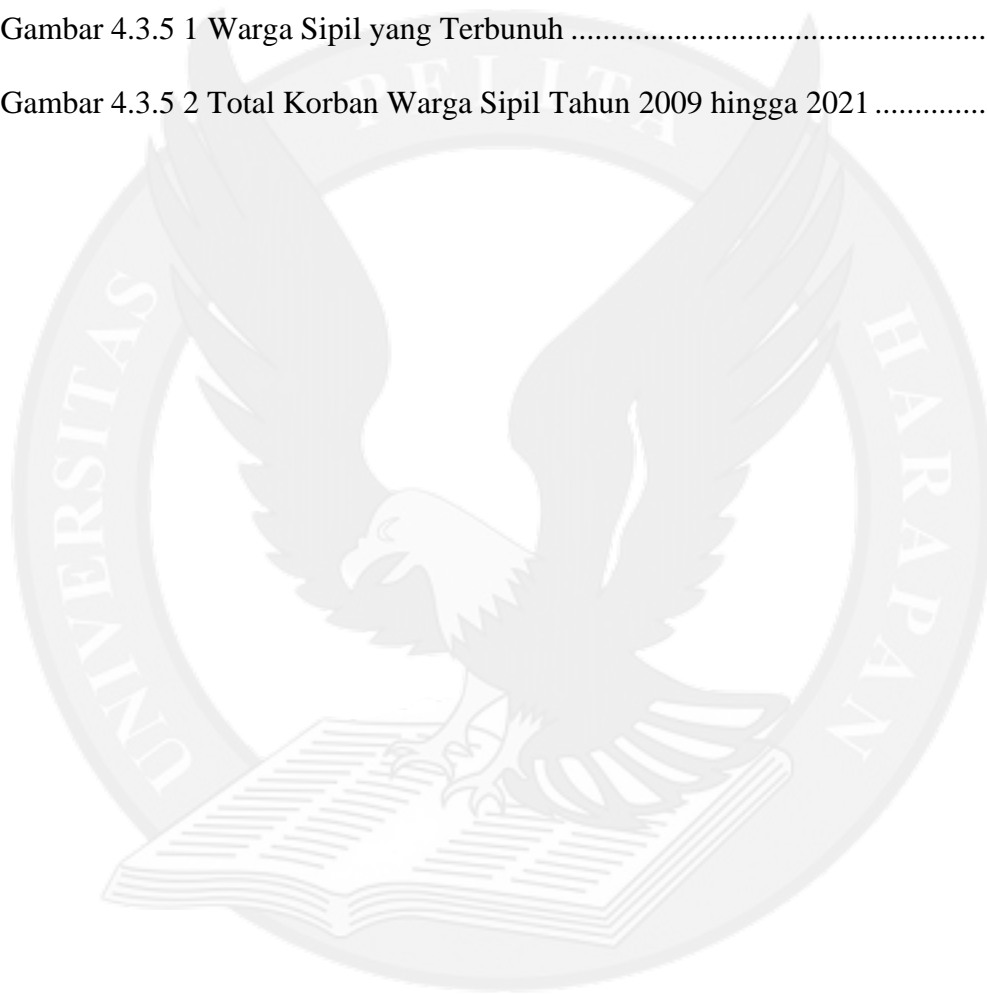 Gambar 4.3.5 1 Warga Sipil yang Terbunuh ....................................................
Gambar 4.3.5 2 Total Korban Warga Sipil Tahun 2009 hingga 2021 ..............
UNIVERSITAS PELITA HARAPAN